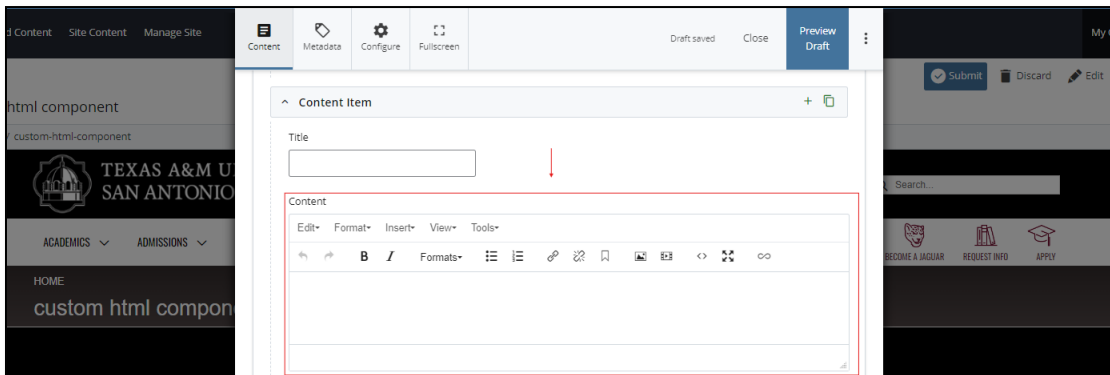 d Content Site Content Manage Site
Content Metadata Configure Fullscreen
Draft saved Close Preview Draft
My
Submit Discard Edit
html component
/ custom-html-component
Content Item
Title
TEXAS A&M U
SAN ANTONIO
Search...
Content
Edit Format Insert View Tools
B I Formats
ACADEMICS ADMISSIONS
BECOME A JAGUAR REQUEST INFO APPLY
HOME
custom html compon